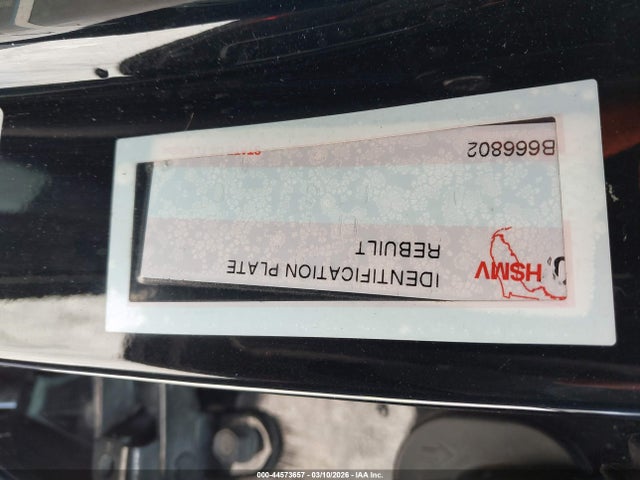 HSMV
IDENTIFICATION PLATE
REBUILT
B666802
000-44573657 - 03/10/2026 - IAA Inc.